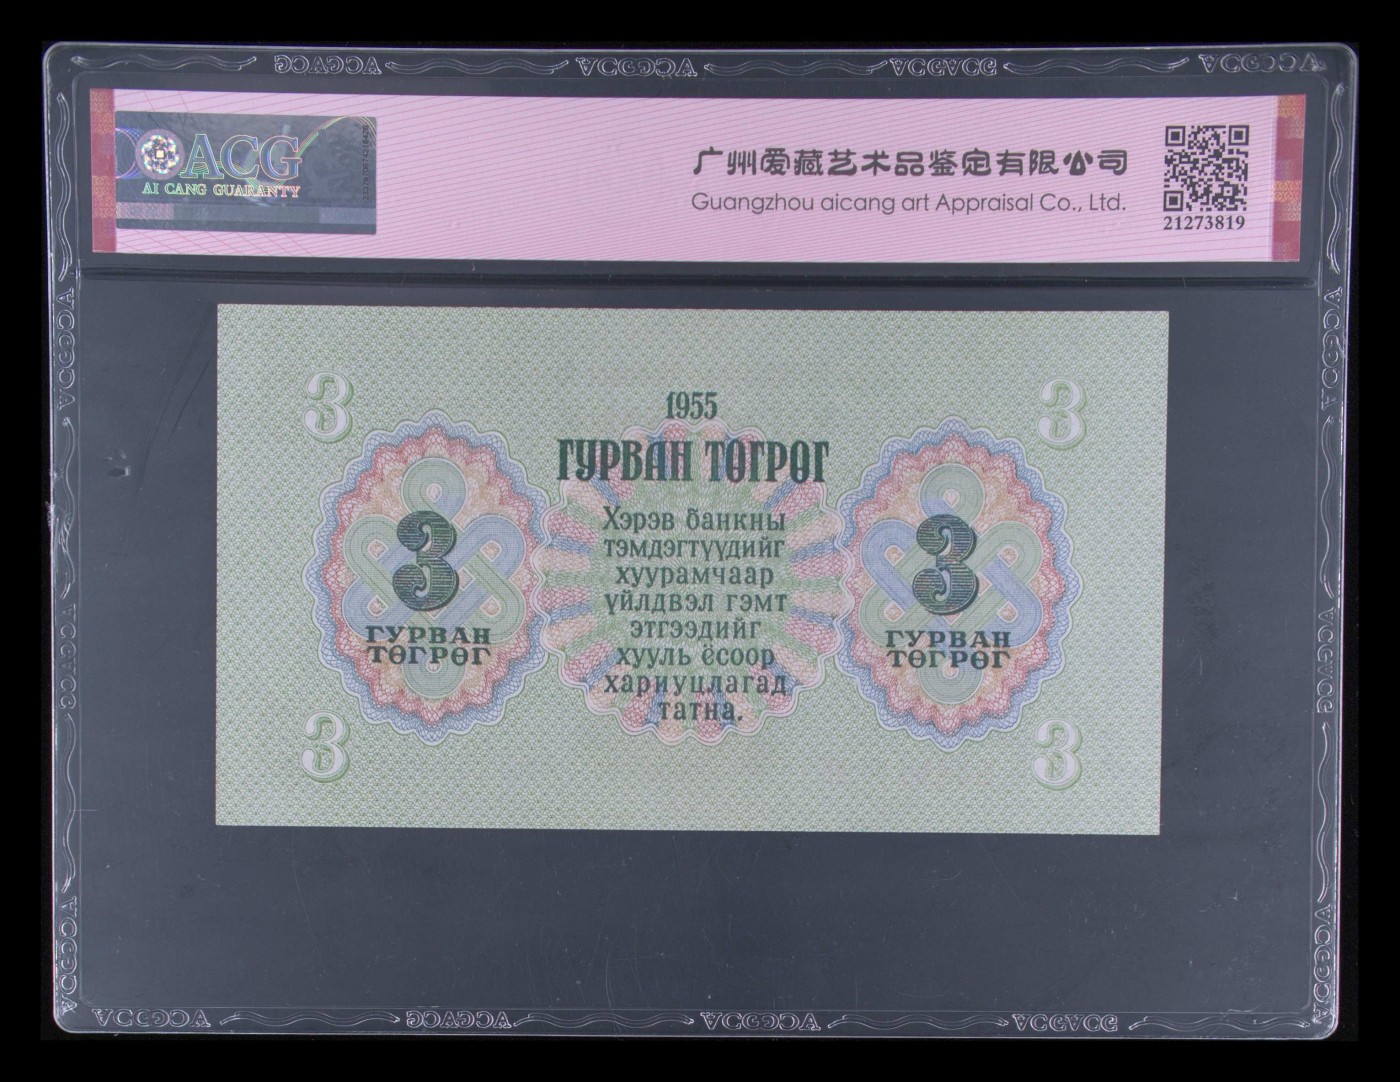 ACG
AI CANG GUARANTY
广州爱藏艺术品鉴定有限公司
Guangzhou aicang art Appraisal Co., Ltd.
21273819
3
3
1955
ГУРВАН ТӨГРӨГ
Хэрэв банкны
тэмдэгтүүдийг
хуурамчаар
үйлдвэл гэмт
этгээдийг
хууль ёсоор
хариуцлагад
татна.
3
ГУРВАН
ТӨГРӨГ
3
ГУРВАН
ТӨГРӨГ
3
3